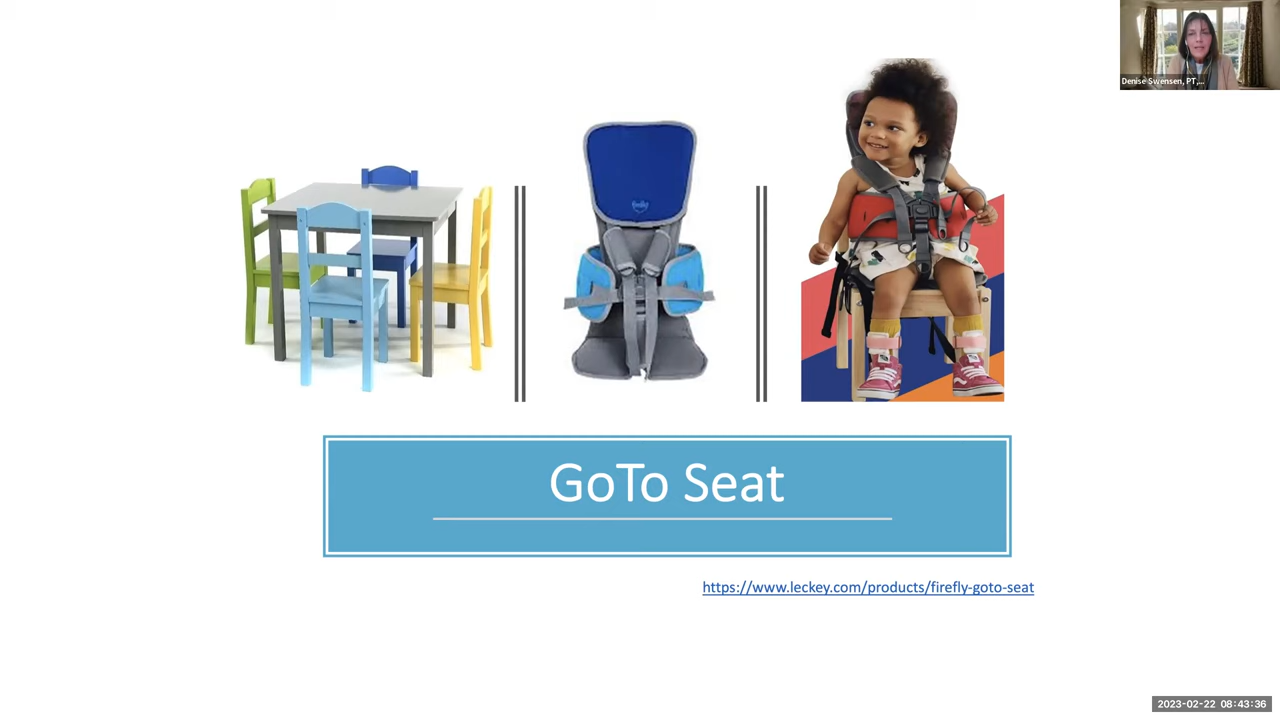 Denise Swensen, PT,...
firefly
GoTo Seat
https://www.leckey.com/products/firefly-goto-seat
2023-02-22 08:43:36